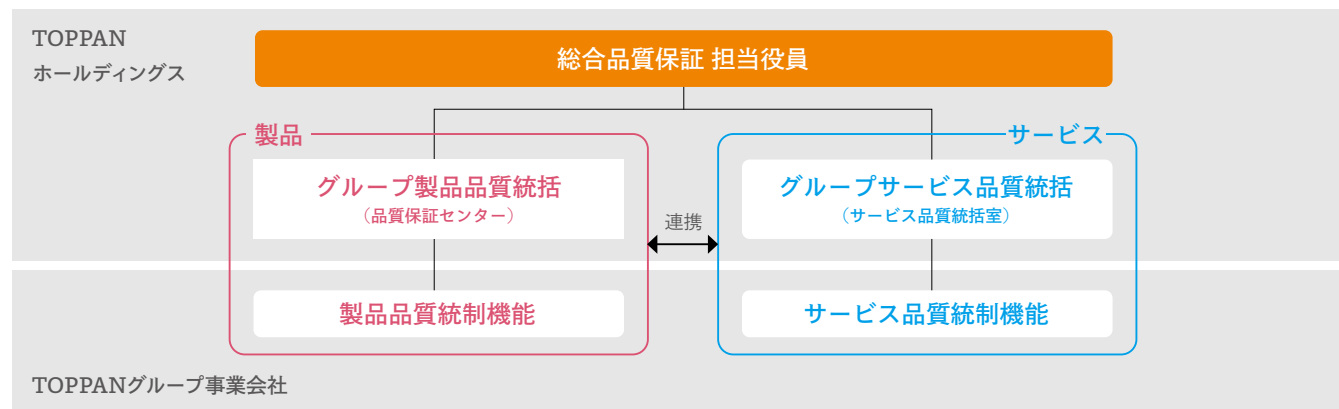 TOPPAN
ホールディングス
総合品質保証 担当役員
製品
グループ製品品質統括
（品質保証センター）
製品品質統制機能
連携
サービス
グループサービス品質統括
（サービス品質統括室）
サービス品質統制機能
TOPPANグループ事業会社